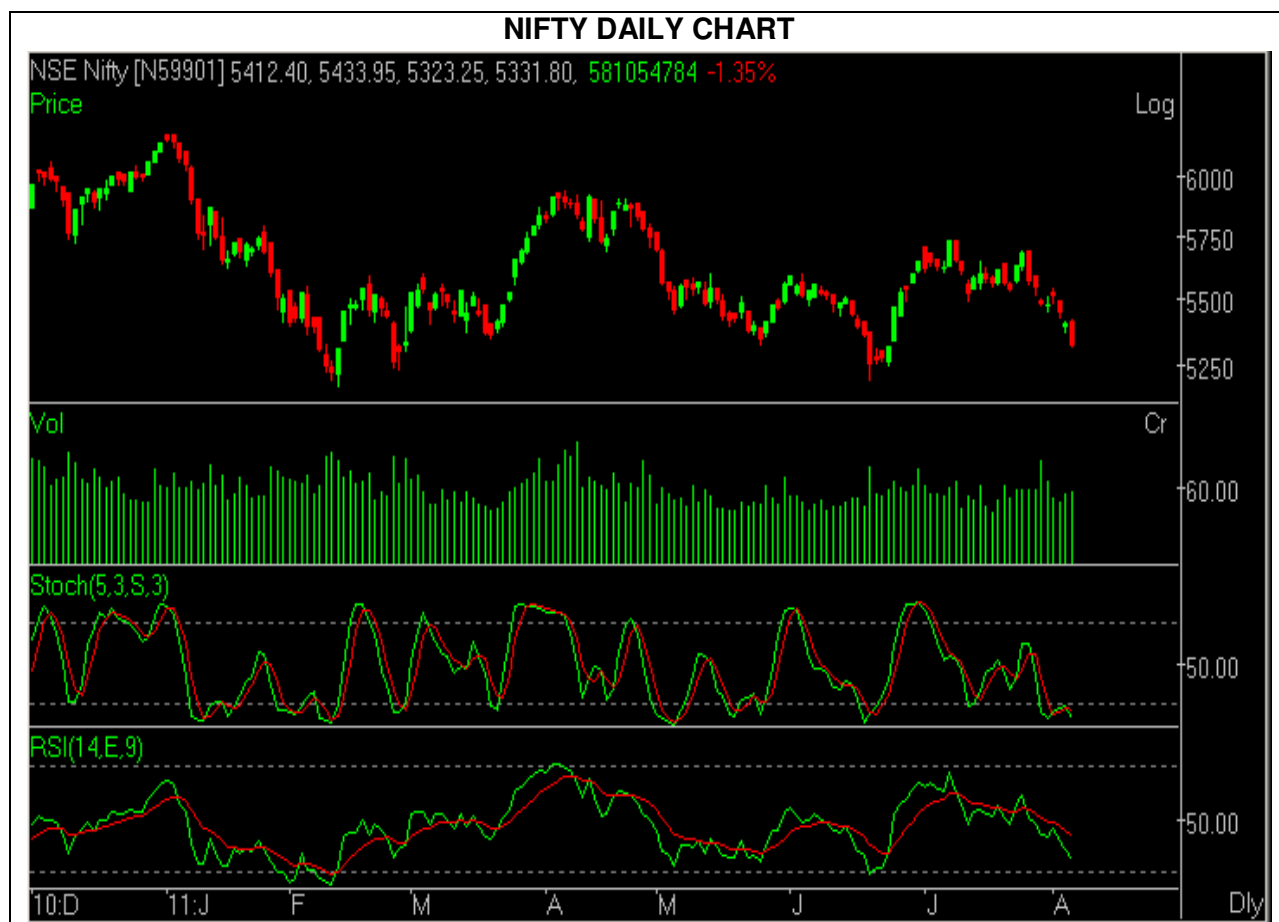 NIFTY DAILY CHART
NSE Nifty [N59901] 5412.40, 5433.95, 5323.25, 5331.80, 581054784 -1.35%
Price
Log
6000
5750
5500
5250
Vol
Cr
60.00
Stoch(5,3,S,3)
50.00
RSI(14,E,9)
50.00
10:D 11:J F M A M J J A Dly